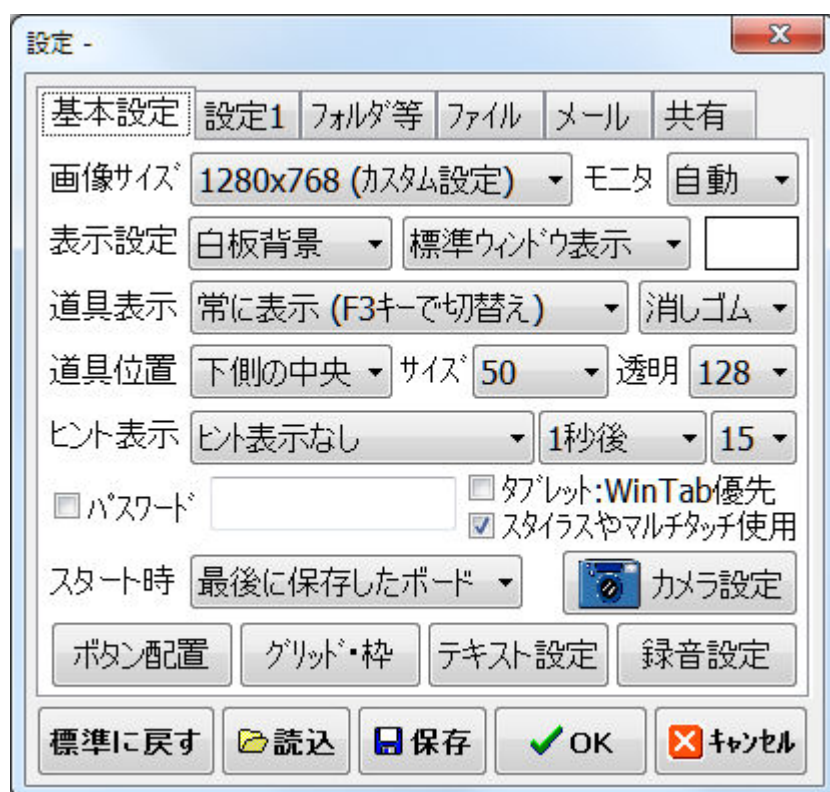 設定 -
基本設定 設定1 フォルダ等 ファイル メール 共有
画像サイズ 1280x768 (カスタム設定) モニタ 自動
表示設定 白板背景 標準ウィンドウ表示
道具表示 常に表示 (F3キーで切替え) 消しゴム
道具位置 下側の中央 サイズ 50 透明 128
ヒント表示 ヒント表示なし 1秒後 15
パスワード タブレット:WinTab優先
スタイラスやマルチタッチ使用
スタート時 最後に保存したボード カメラ設定
ボタン配置 グリッド・枠 テキスト設定 録音設定
標準に戻す 読込 保存 OK キャンセル